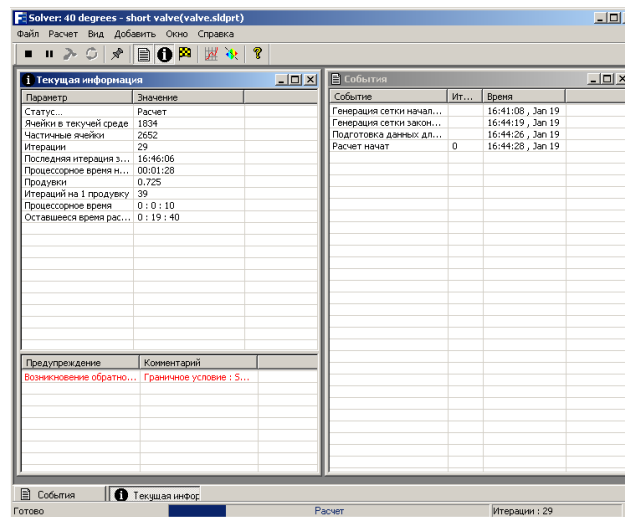 Solver: 40 degrees - short valve(valve.sldprt)
Файл Расчет Вид Добавить Окно Справка
Текущая информация
Параметр Значение
Статус... Расчет
Ячейки в текучей среде 1834
Частичные ячейки 2652
Итерации 29
Последняя итерация з... 16:46:06
Процессорное время н... 00:01:28
Продувки 0.725
Итераций на 1 продувку 39
Процессорное время 0 : 0 : 10
Оставшееся время рас... 0 : 19 : 40
Предупреждение Комментарий
Возникновение обратно... Граничное условие : S...
События
Событие Ит... Время
Генерация сетки начал... 16:41:08 , Jan 19
Генерация сетки закон... 16:44:19 , Jan 19
Подготовка данных дл... 16:44:26 , Jan 19
Расчет начат 0 16:44:28 , Jan 19
События Текущая инфор
Готово Расчет Итерации : 29